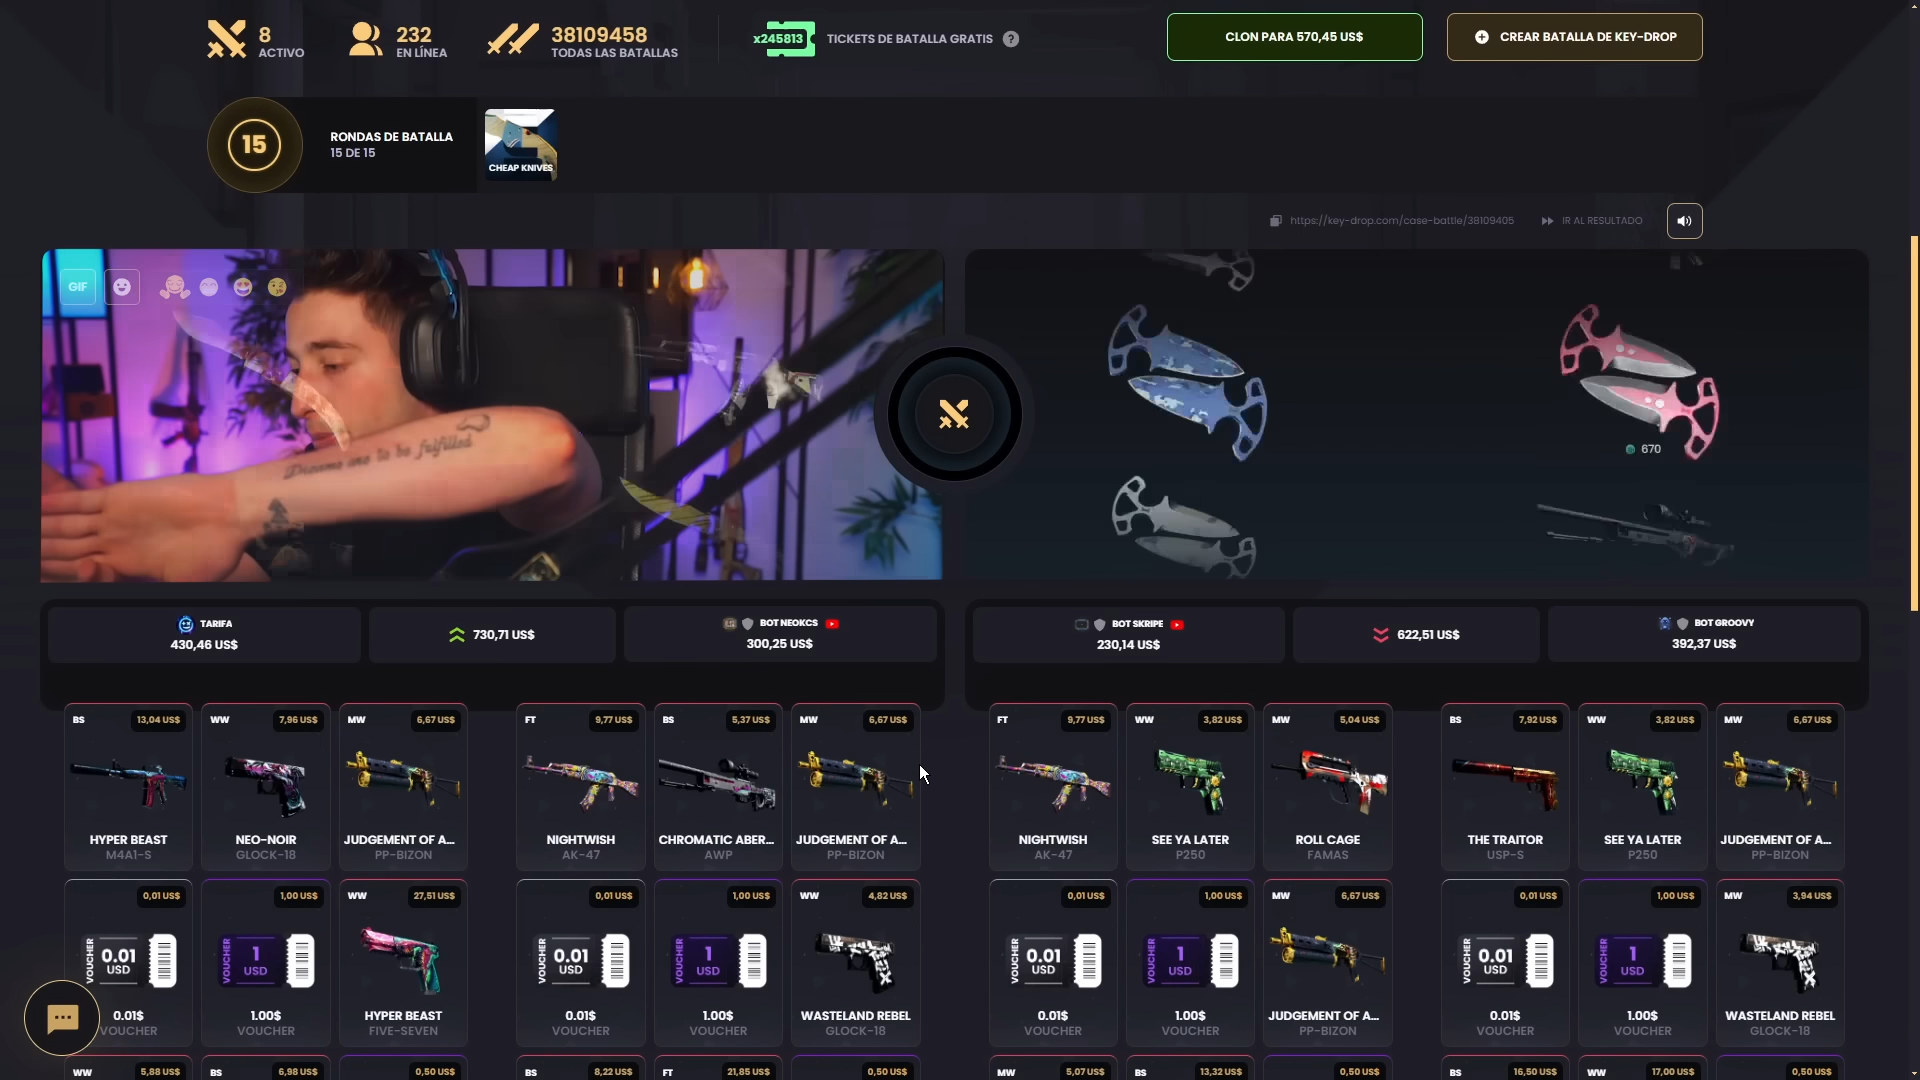 8
ACTIVO
232
EN LÍNEA
38109458
TODAS LAS BATALLAS
x245813
TICKETS DE BATALLA GRATIS
?
CLON PARA 570,45 US$
CREAR BATALLA DE KEY-DROP
15
RONDAS DE BATALLA
15 DE 15
CHEAP KNIVES
https://key-drop.com/case-battle/38109405
IR AL RESULTADO
GIF
Dreams are to be fulfilled
670
TARIFA
430,46 US$
730,71 US$
BOT NEOKCS
300,25 US$
BOT SKRIPE
230,14 US$
622,51 US$
BOT GROOVY
392,37 US$
BS 13,04 US$
HYPER BEAST
M4A1-S
WW 7,96 US$
NEO-NOIR
GLOCK-18
MW 6,67 US$
JUDGEMENT OF A...
PP-BIZON
FT 9,77 US$
NIGHTWISH
AK-47
BS 5,37 US$
CHROMATIC ABER...
AWP
MW 6,67 US$
JUDGEMENT OF A...
PP-BIZON
FT 9,77 US$
NIGHTWISH
AK-47
WW 3,82 US$
SEE YA LATER
P250
MW 5,04 US$
ROLL CAGE
FAMAS
BS 7,92 US$
THE TRAITOR
USP-S
WW 3,82 US$
SEE YA LATER
P250
MW 6,67 US$
JUDGEMENT OF A...
PP-BIZON
0,01 US$
VOUCHER
0.01
USD
0.01$
VOUCHER
1,00 US$
VOUCHER
1
USD
1.00$
VOUCHER
WW 27,51 US$
HYPER BEAST
FIVE-SEVEN
0,01 US$
VOUCHER
0.01
USD
0.01$
VOUCHER
1,00 US$
VOUCHER
1
USD
1.00$
VOUCHER
WW 4,82 US$
WASTELAND REBEL
GLOCK-18
0,01 US$
VOUCHER
0.01
USD
0.01$
VOUCHER
1,00 US$
VOUCHER
1
USD
1.00$
VOUCHER
MW 6,67 US$
JUDGEMENT OF A...
PP-BIZON
0,01 US$
VOUCHER
0.01
USD
0.01$
VOUCHER
1,00 US$
VOUCHER
1
USD
1.00$
VOUCHER
MW 3,94 US$
WASTELAND REBEL
GLOCK-18
WW 5,88 US$
BS 6,98 US$
0,50 US$
BS 8,22 US$
FT 21,85 US$
0,50 US$
MW 5,07 US$
BS 13,32 US$
0,50 US$
BS 16,50 US$
WW 17,00 US$
0,50 US$